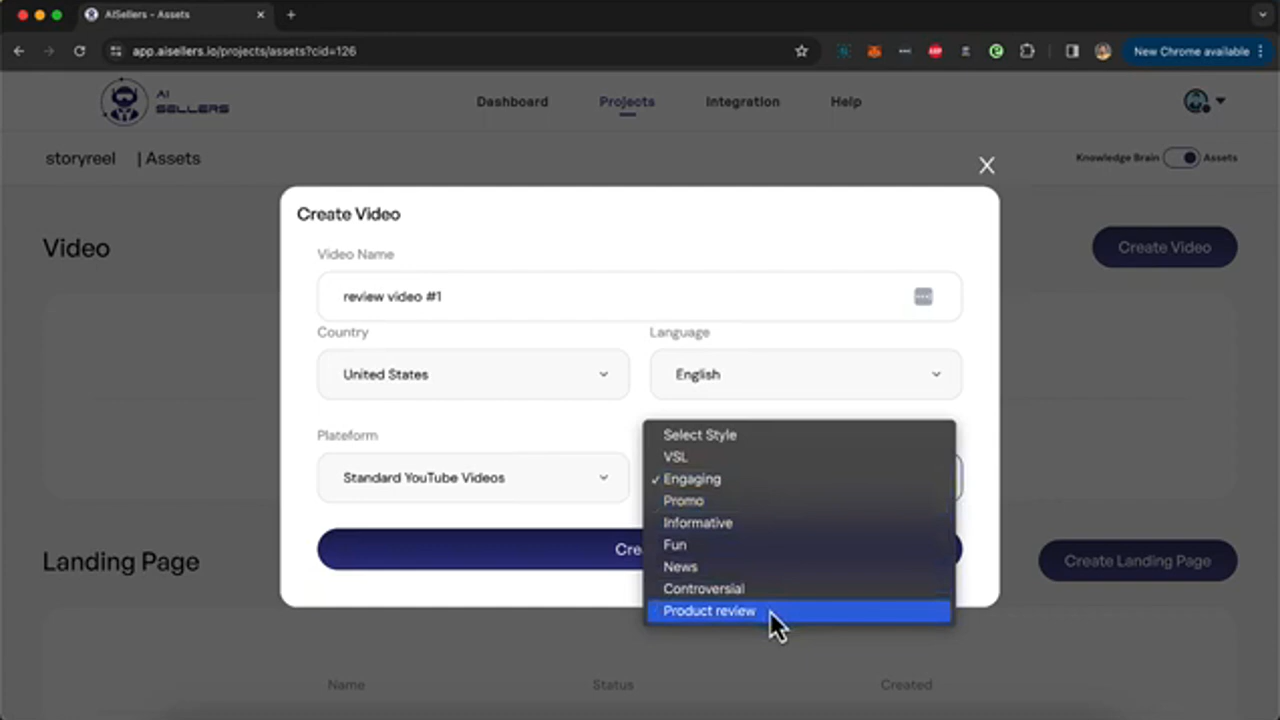 AISellers - Assets
app.aisellers.io/projects/assets?cid=126
New Chrome available
AI SELLERS
Dashboard
Projects
Integration
Help
storyreel | Assets
Knowledge Brain
Assets
Create Video
Video
Create Video
Video Name
review video #1
Country
Language
United States
English
Plateform
Standard YouTube Videos
Select Style
VSL
✓ Engaging
Promo
Informative
Fun
News
Controversial
Product review
Cre
Landing Page
Create Landing Page
Name
Status
Created